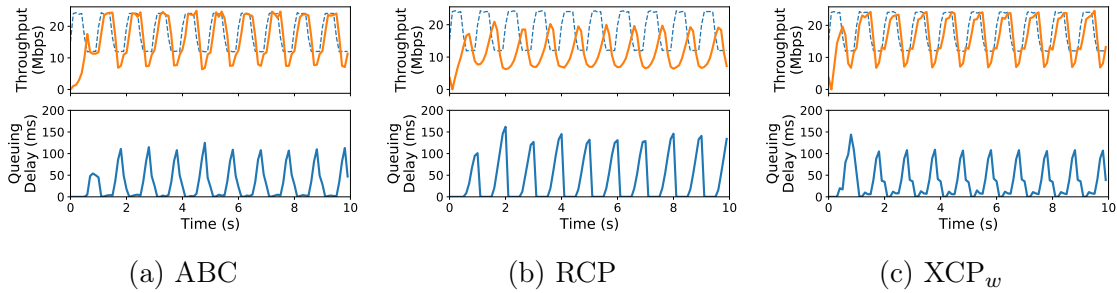 Throughput
(Mbps)
20
10
0
Queuing
Delay (ms)
200
150
100
50
0
0 2 4 6 8 10
Time (s)
(a) ABC
Throughput
(Mbps)
20
10
0
Queuing
Delay (ms)
200
150
100
50
0
0 2 4 6 8 10
Time (s)
(b) RCP
Throughput
(Mbps)
20
10
0
Queuing
Delay (ms)
200
150
100
50
0
0 2 4 6 8 10
Time (s)
(c) XCPw